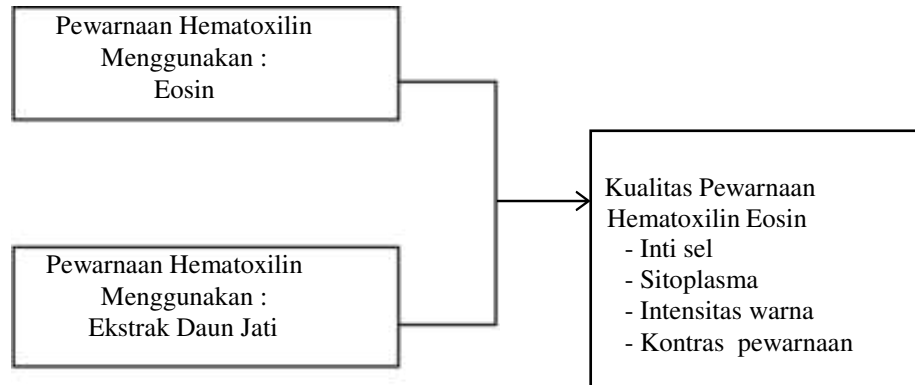 Pewarnaan Hematoxilin
Menggunakan :
Eosin
Pewarnaan Hematoxilin
Menggunakan :
Ekstrak Daun Jati
Kualitas Pewarnaan
Hematoxilin Eosin
- Inti sel
- Sitoplasma
- Intensitas warna
- Kontras pewarnaan